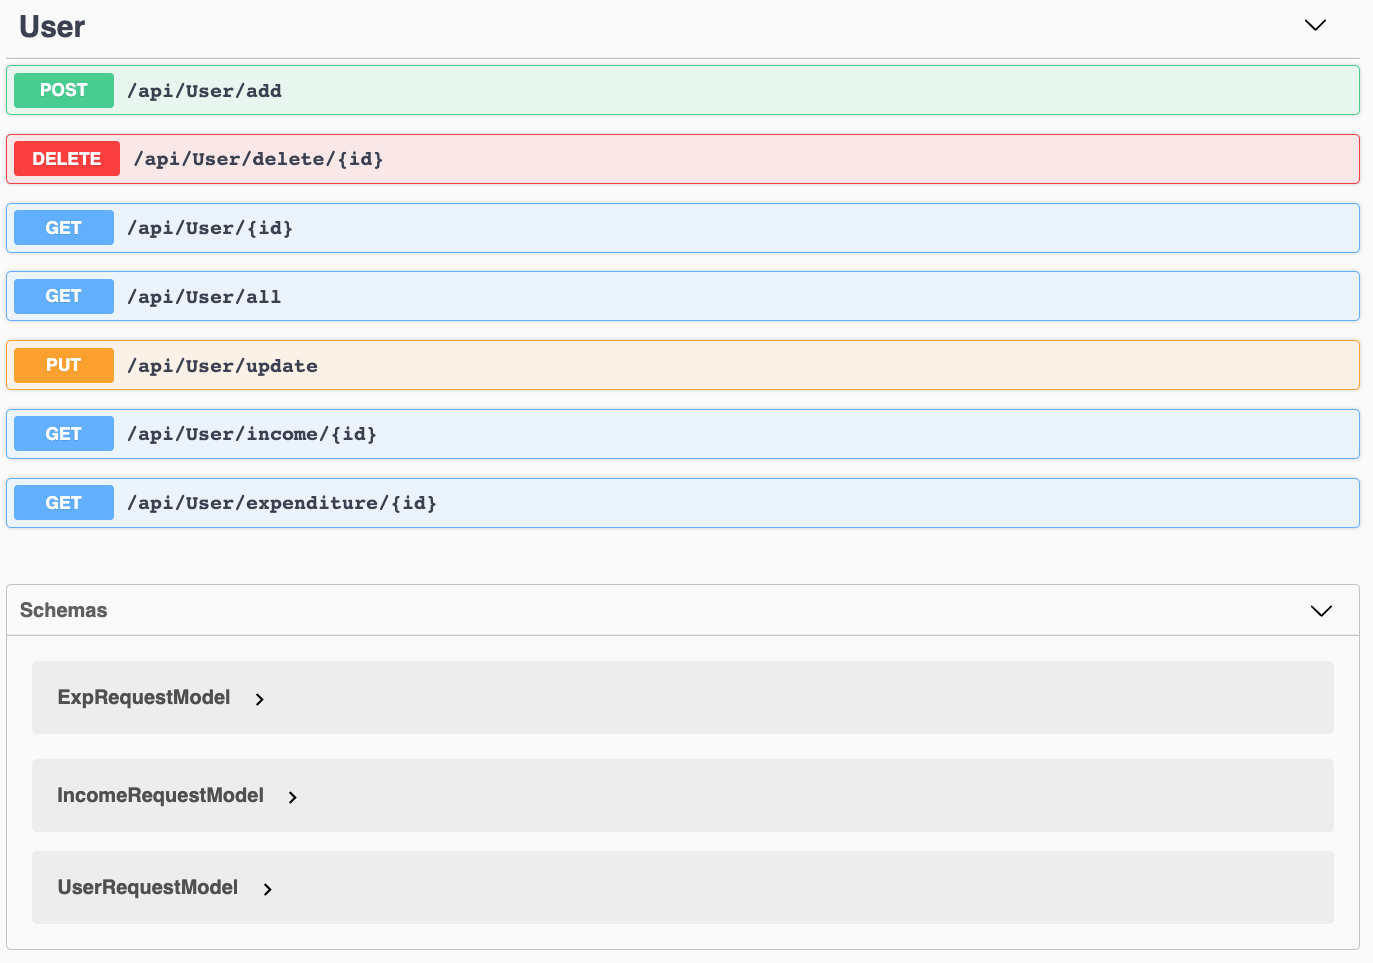 User
POST /api/User/add
DELETE /api/User/delete/{id}
GET /api/User/{id}
GET /api/User/all
PUT /api/User/update
GET /api/User/income/{id}
GET /api/User/expenditure/{id}
Schemas
ExpRequestModel
IncomeRequestModel
UserRequestModel